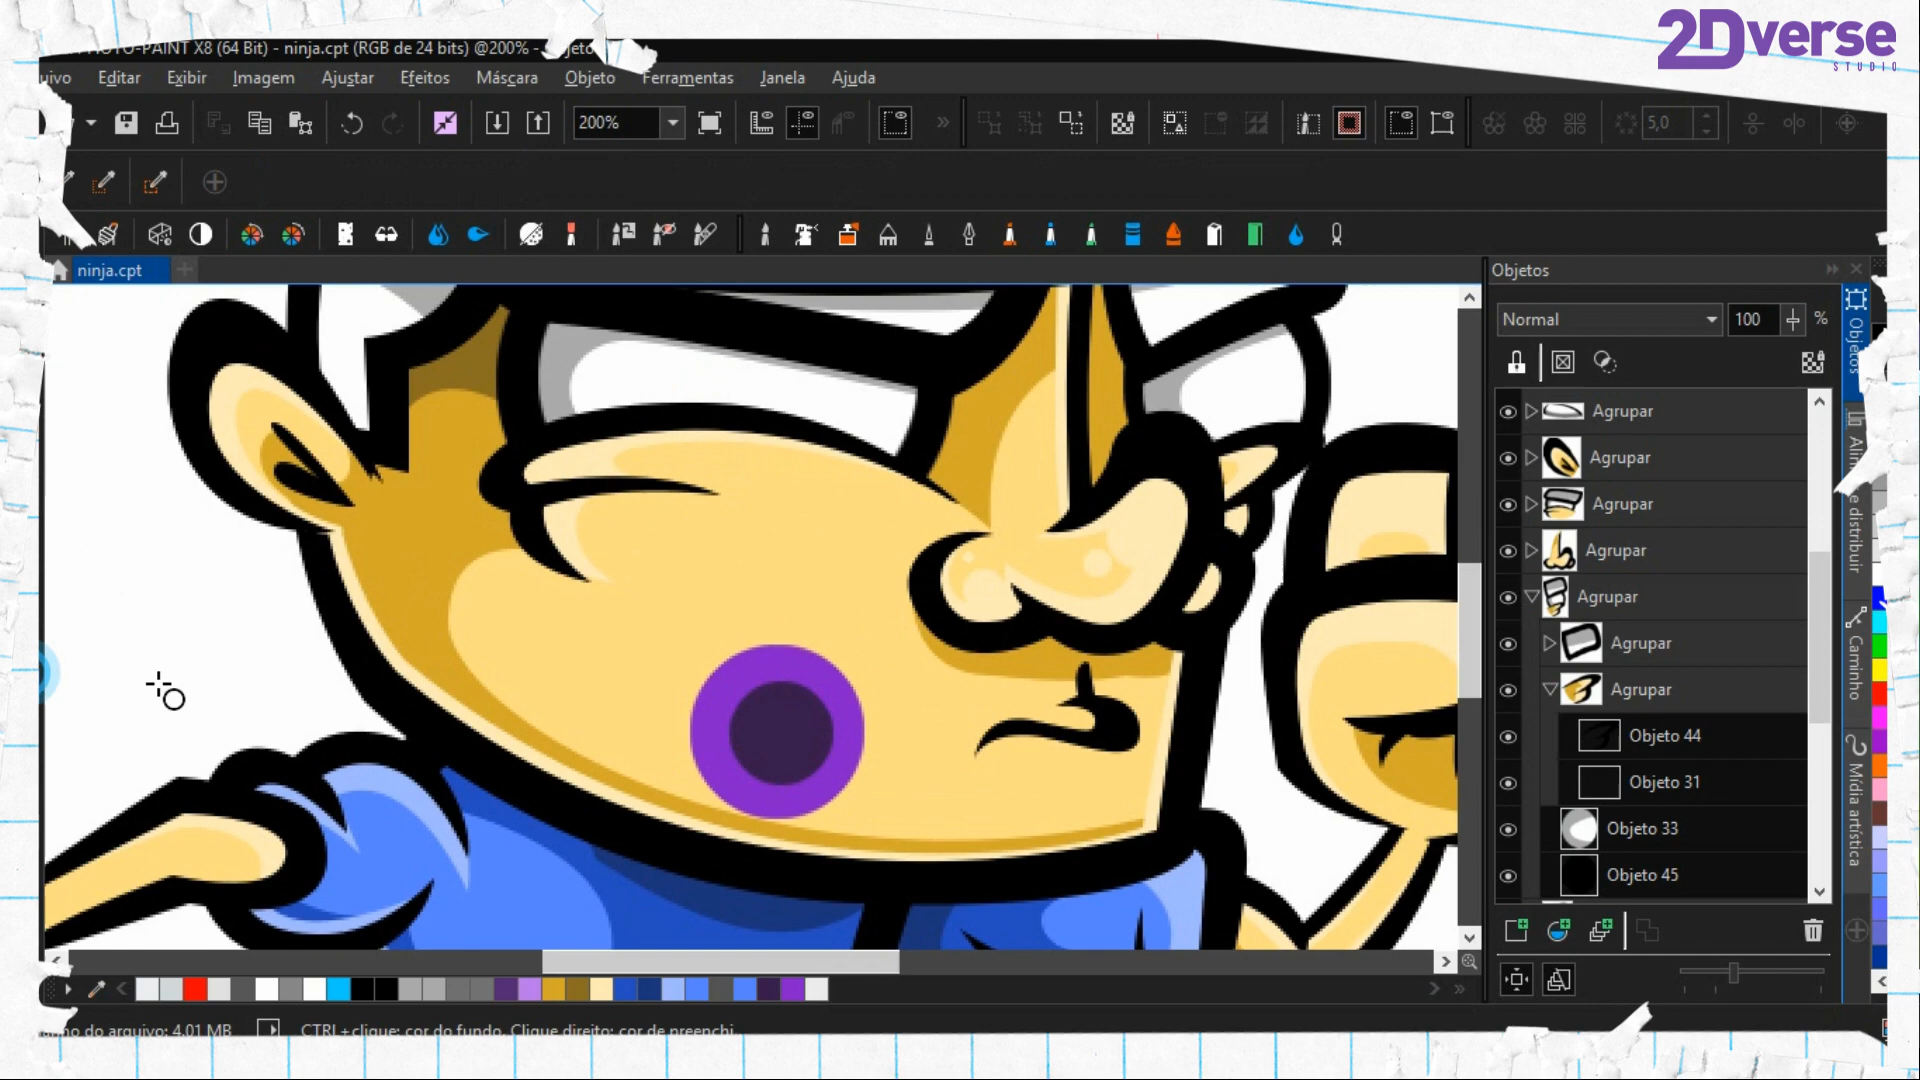 2Dverse
STUDIO
OTO-PAINT X8 (64 Bit) - ninja.cpt (RGB de 24 bits) @200% -
uivo Editar Exibir Imagem Ajustar Efeitos Máscara Objeto Ferramentas Janela Ajuda
200%
5,0
ninja.cpt
Objetos
Normal 100 %
Objetos
Agrupar
Agrupar
Agrupar
Agrupar
Agrupar
Agrupar
Agrupar
Objeto 44
Objeto 31
Objeto 33
Objeto 45
e distribuir
Caminho
Mídia artística
do arquivo: 4,01 MB CTRL+clique: cor do fundo. Clique direito: cor de preenchi..